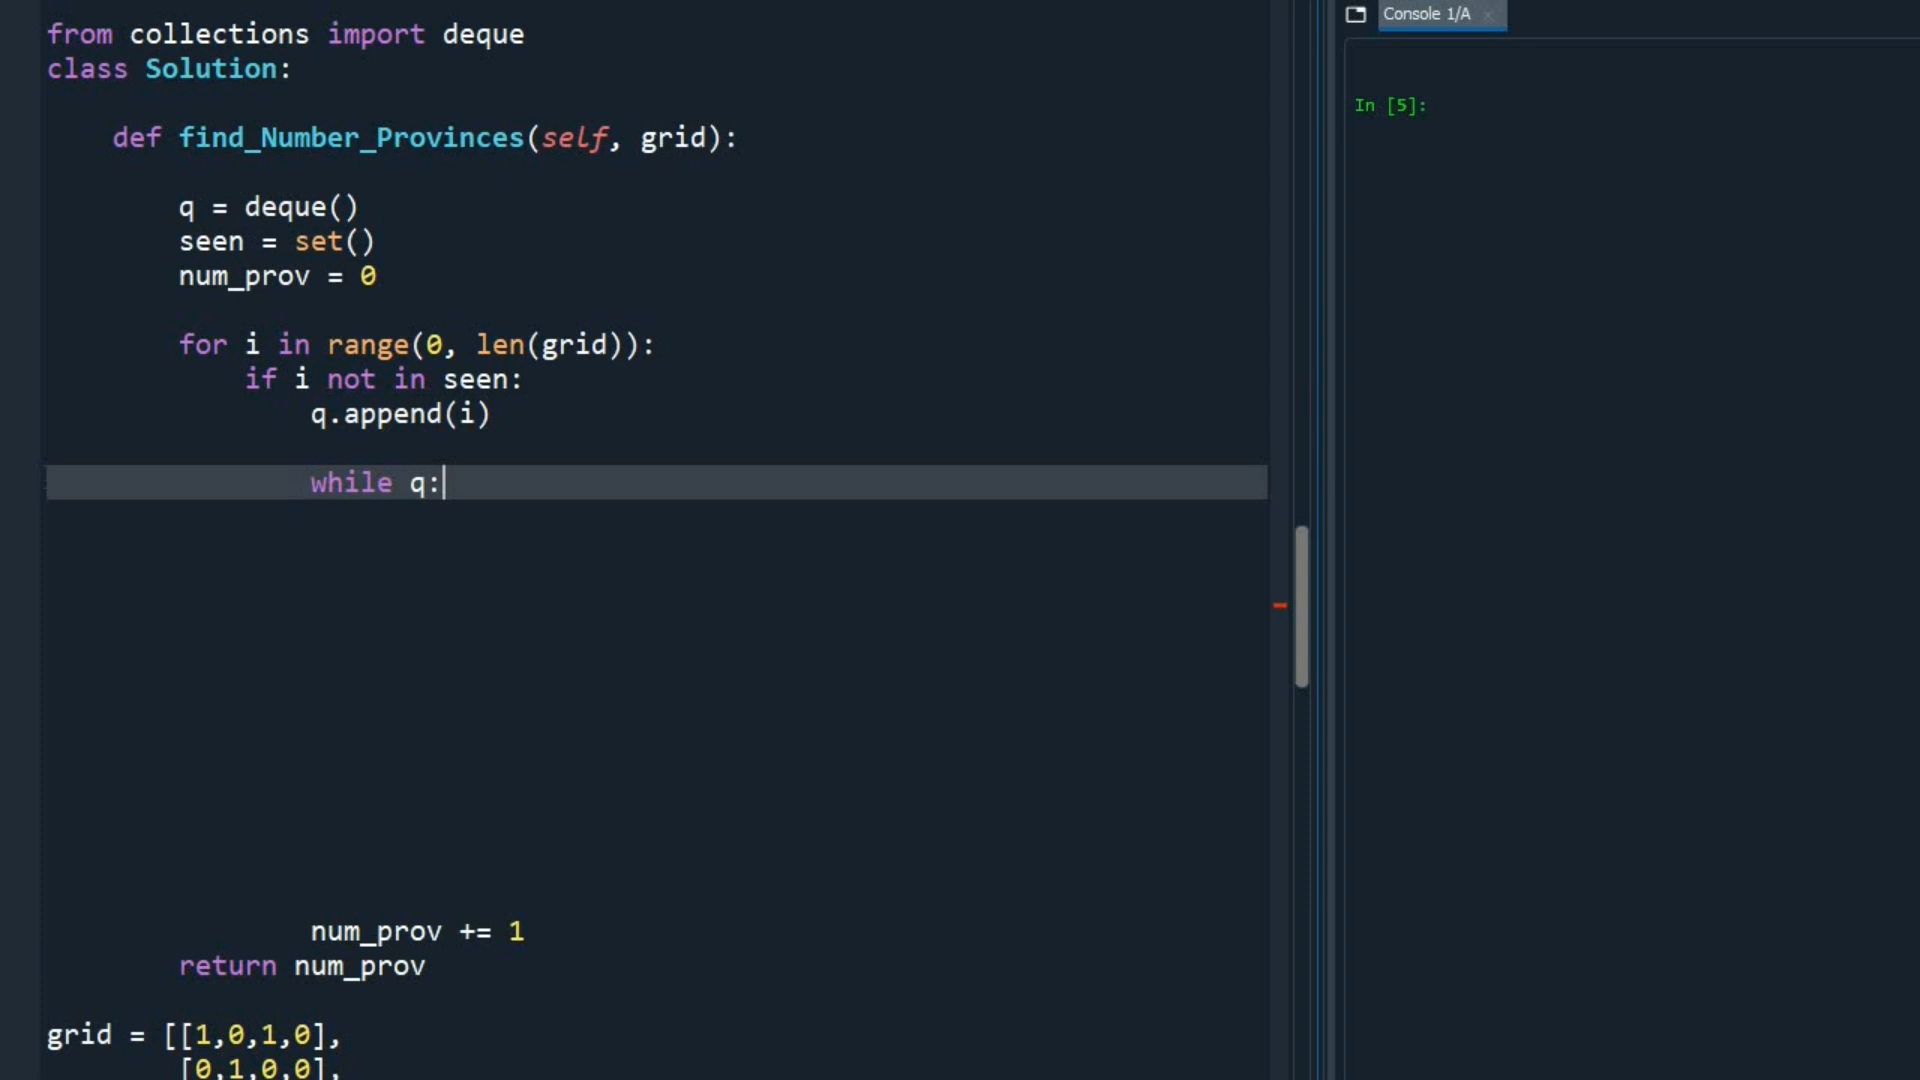 from collections import deque
class Solution:
def find_Number_Provinces(self, grid):
q = deque()
seen = set()
num_prov = 0
for i in range(0, len(grid)):
if i not in seen:
q.append(i)
while q:
num_prov += 1
return num_prov
grid = [[1,0,1,0],
[0,1,0,0],
Console 1/A
In [5]: